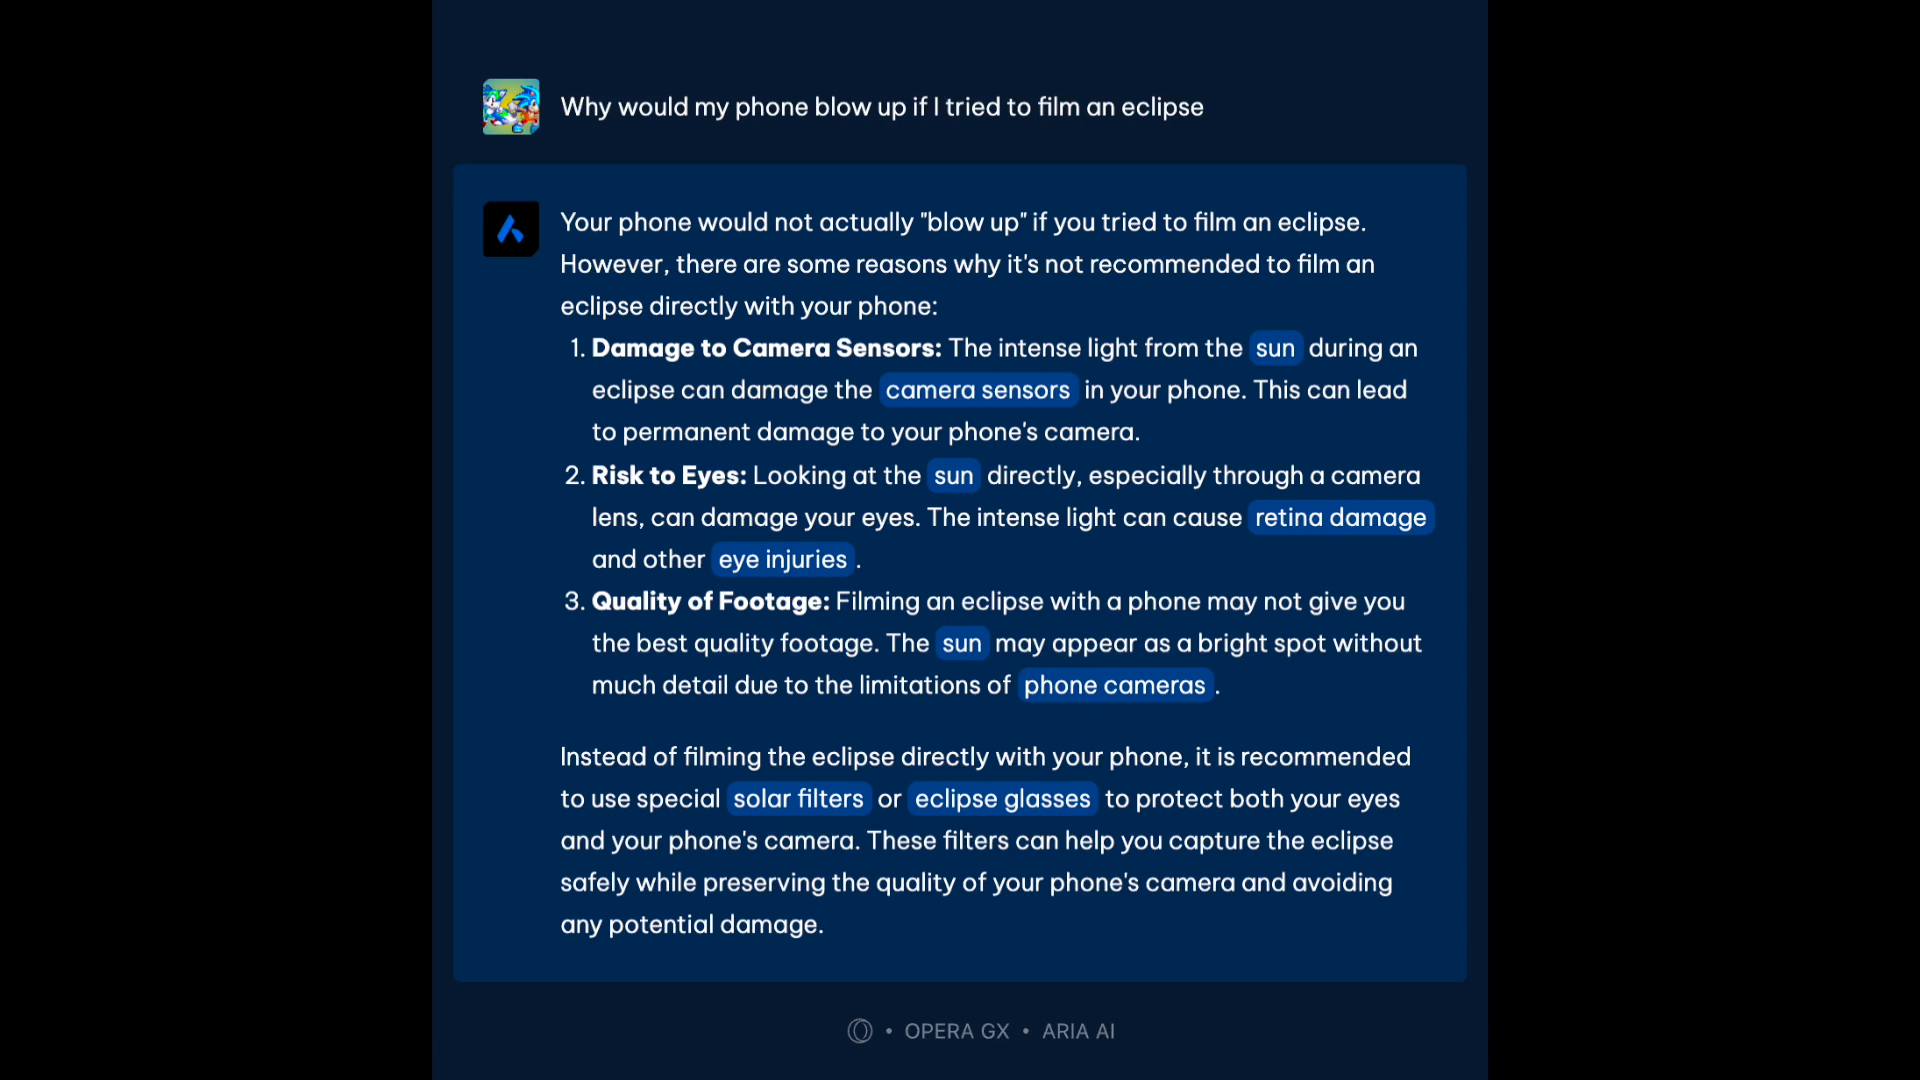 Why would my phone blow up if I tried to film an eclipse
Your phone would not actually "blow up" if you tried to film an eclipse.
However, there are some reasons why it's not recommended to film an
eclipse directly with your phone:
1. Damage to Camera Sensors: The intense light from the sun during an
eclipse can damage the camera sensors in your phone. This can lead
to permanent damage to your phone's camera.
2. Risk to Eyes: Looking at the sun directly, especially through a camera
lens, can damage your eyes. The intense light can cause retina damage
and other eye injuries.
3. Quality of Footage: Filming an eclipse with a phone may not give you
the best quality footage. The sun may appear as a bright spot without
much detail due to the limitations of phone cameras.
Instead of filming the eclipse directly with your phone, it is recommended
to use special solar filters or eclipse glasses to protect both your eyes
and your phone's camera. These filters can help you capture the eclipse
safely while preserving the quality of your phone's camera and avoiding
any potential damage.
• OPERA GX • ARIA AI